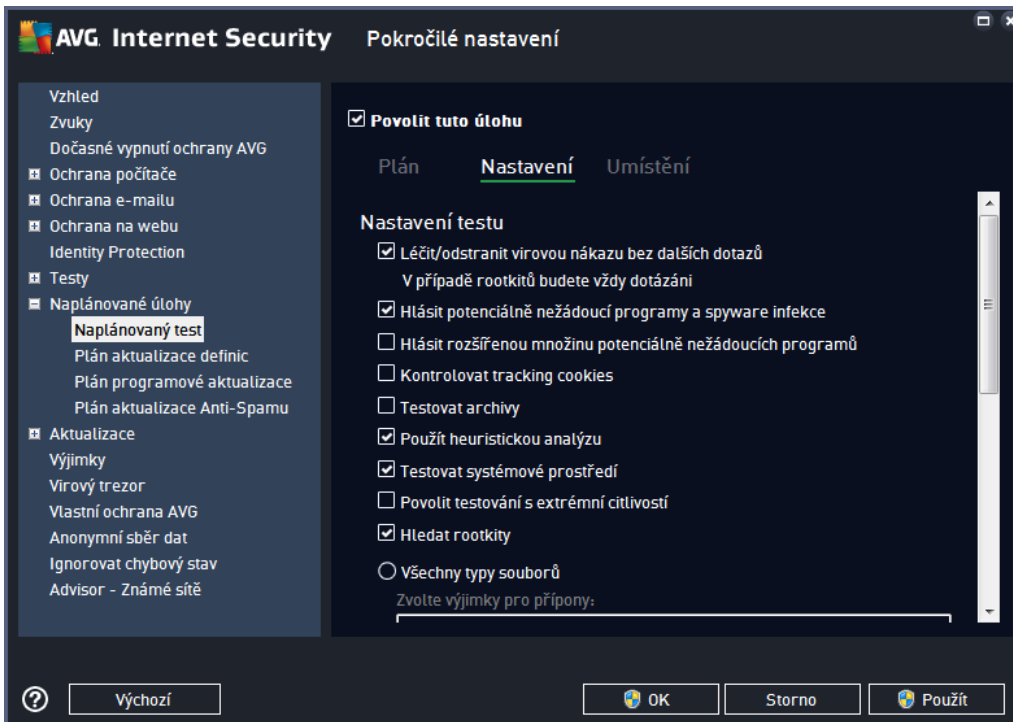 AVG. Internet Security Pokročilé nastavení
Vzhled
Zvuky
Dočasné vypnutí ochrany AVG
Ochrana počítače
Ochrana e-mailu
Ochrana na webu
Identity Protection
Testy
Naplánované úlohy
Naplánovaný test
Plán aktualizace definic
Plán programové aktualizace
Plán aktualizace Anti-Spamu
Aktualizace
Výjimky
Virový trezor
Vlastní ochrana AVG
Anonymní sběr dat
Ignorovat chybový stav
Advisor - Známé sítě
Povolit tuto úlohu
Plán Nastavení Umístění
Nastavení testu
Léčit/odstranit virovou nákazu bez dalších dotazů
V případě rootkitů budete vždy dotázáni
Hlásit potenciálně nežádoucí programy a spyware infekce
Hlásit rozšířenou množinu potenciálně nežádoucích programů
Kontrolovat tracking cookies
Testovat archivy
Použít heuristickou analýzu
Testovat systémové prostředí
Povolit testování s extrémní citlivostí
Hledat rootkity
Všechny typy souborů
Zvolte výjimky pro přípony:
? Výchozí OK Storno Použít